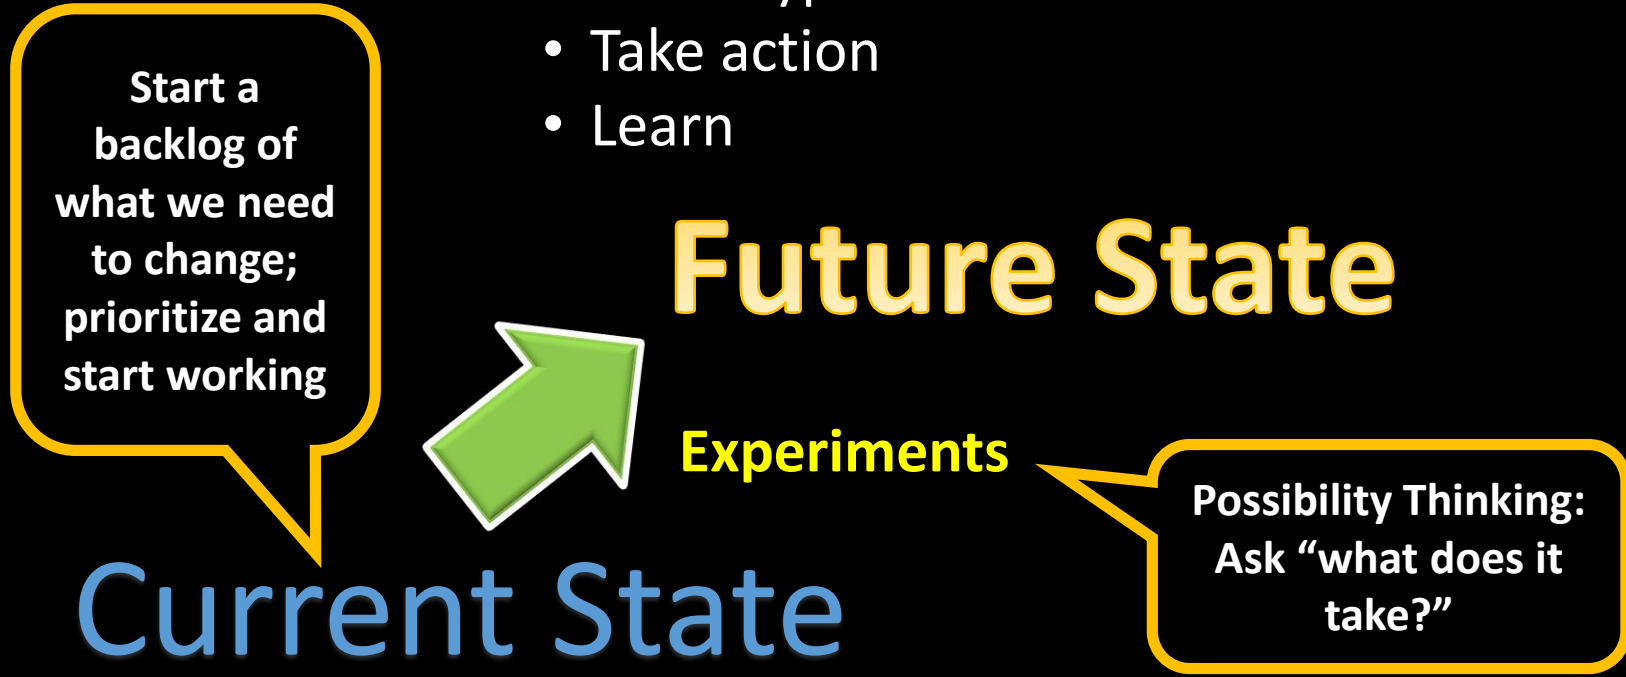 • Take action
• Learn
Start a
backlog of
what we need
to change;
prioritize and
start working
Future State
Experiments
Possibility Thinking:
Ask “what does it
take?”
Current State